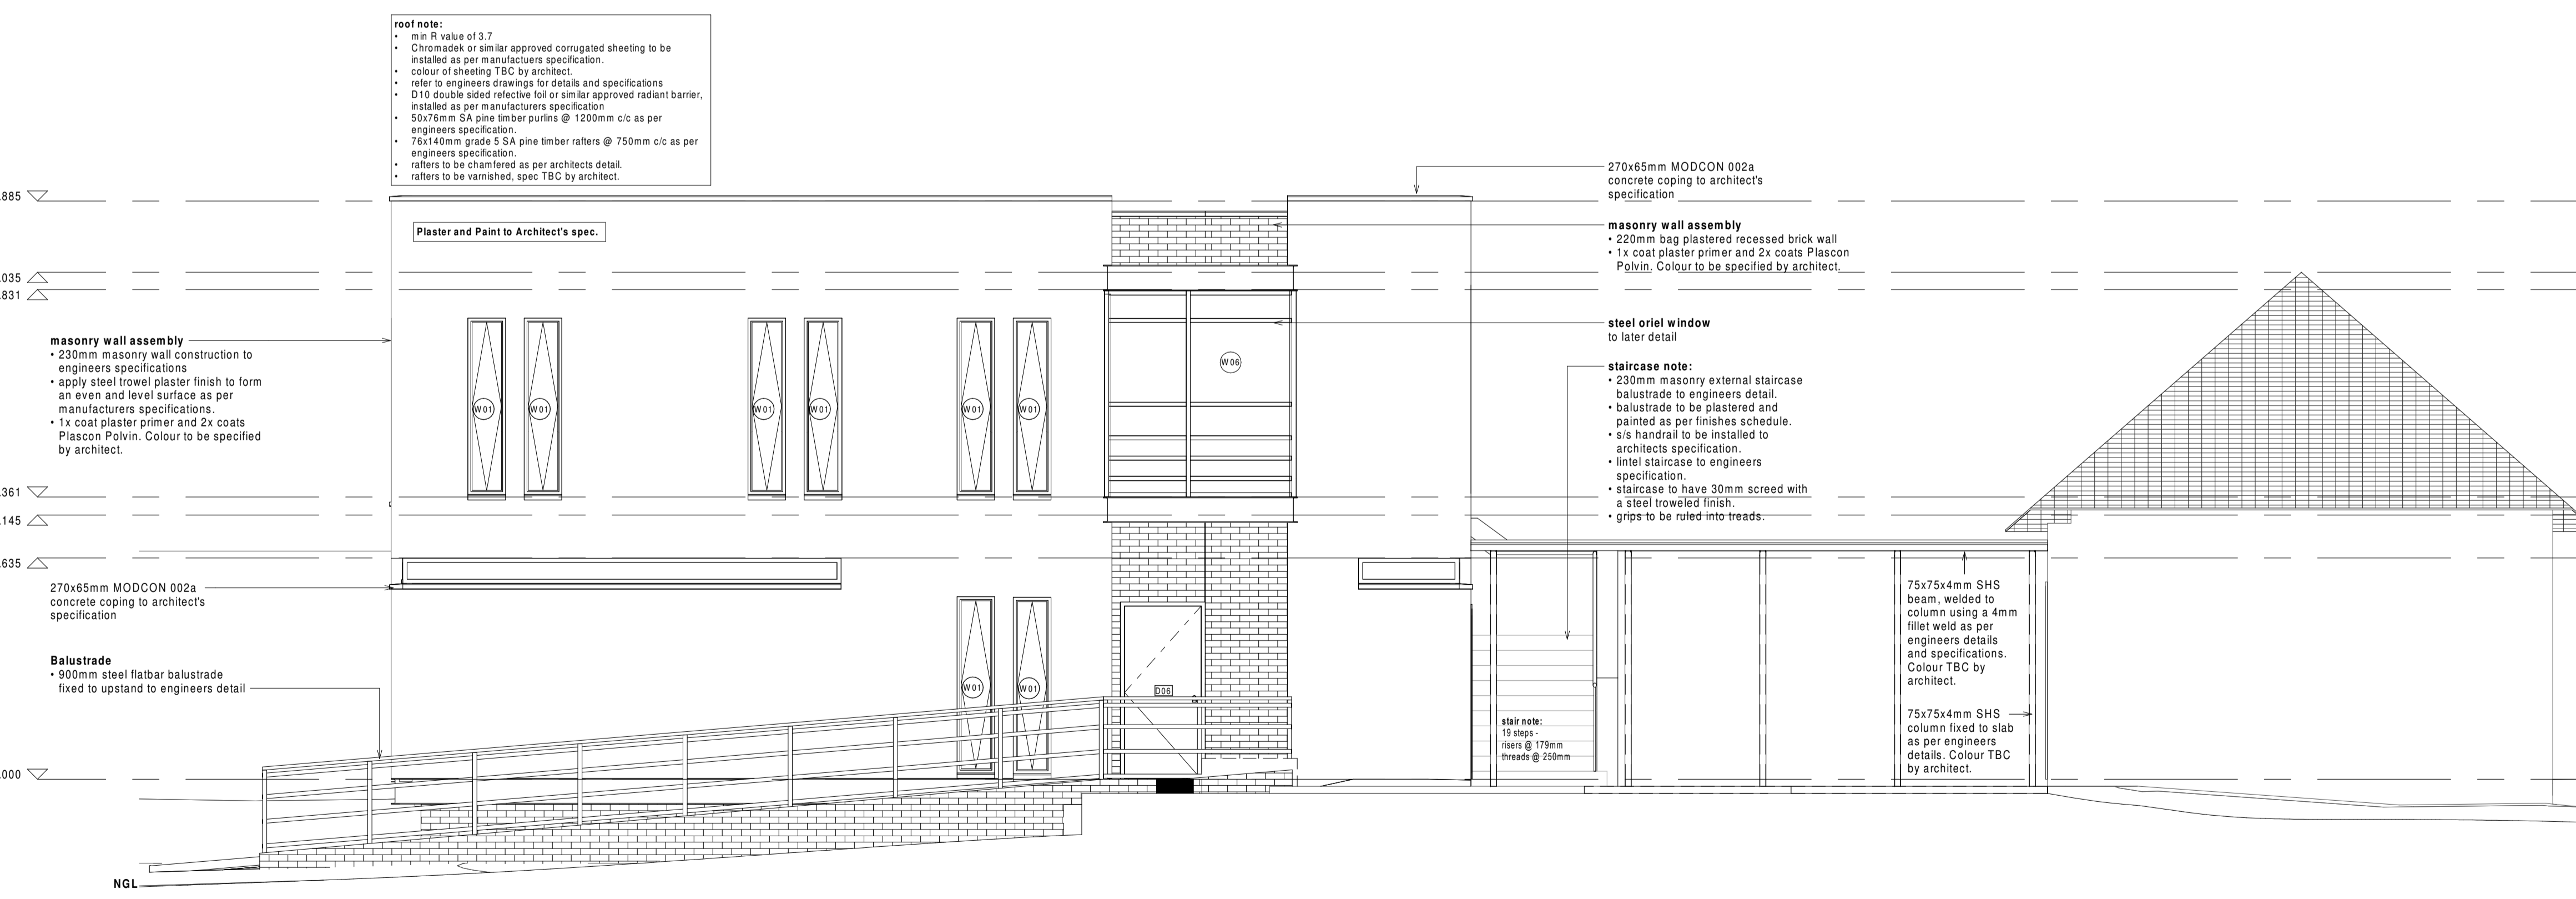 roof note:
• min R value of 3.7
• Chromadek or similar approved corrugated sheeting to be
installed as per manufactuers specification.
• colour of sheeting TBC by architect.
• refer to engineers drawings for details and specifications
• D10 double sided refective foil or similar approved radiant barrier,
installed as per manufacturers specification
• 50x76mm SA pine timber purlins @ 1200mm c/c as per
engineers specification.
• 76x140mm grade 5 SA pine timber rafters @ 750mm c/c as per
engineers specification.
• rafters to be chamfered as per architects detail.
• rafters to be varnished, spec TBC by architect.
.885
.035
.831
.361
.145
.635
.000
Plaster and Paint to Architect's spec.
masonry wall assembly
• 230mm masonry wall construction to
engineers specifications
• apply steel trowel plaster finish to form
an even and level surface as per
manufacturers specifications.
• 1x coat plaster primer and 2x coats
Plascon Polvin. Colour to be specified
by architect.
270x65mm MODCON 002a
concrete coping to architect's
specification
Balustrade
• 900mm steel flatbar balustrade
fixed to upstand to engineers detail
NGL
W01
W01
W01
W01
W01
W01
W06
W01
W01
D06
270x65mm MODCON 002a
concrete coping to architect's
specification
masonry wall assembly
• 220mm bag plastered recessed brick wall
• 1x coat plaster primer and 2x coats Plascon
Polvin. Colour to be specified by architect.
steel oriel window
to later detail
staircase note:
• 230mm masonry external staircase
balustrade to engineers detail.
• balustrade to be plastered and
painted as per finishes schedule.
• s/s handrail to be installed to
architects specification.
• lintel staircase to engineers
specification.
• staircase to have 30mm screed with
a steel troweled finish.
• grips to be ruled into treads.
stair note:
19 steps -
risers @ 179mm
threads @ 250mm
75x75x4mm SHS
beam, welded to
column using a 4mm
fillet weld as per
engineers details
and specifications.
Colour TBC by
architect.
75x75x4mm SHS
column fixed to slab
as per engineers
details. Colour TBC
by architect.